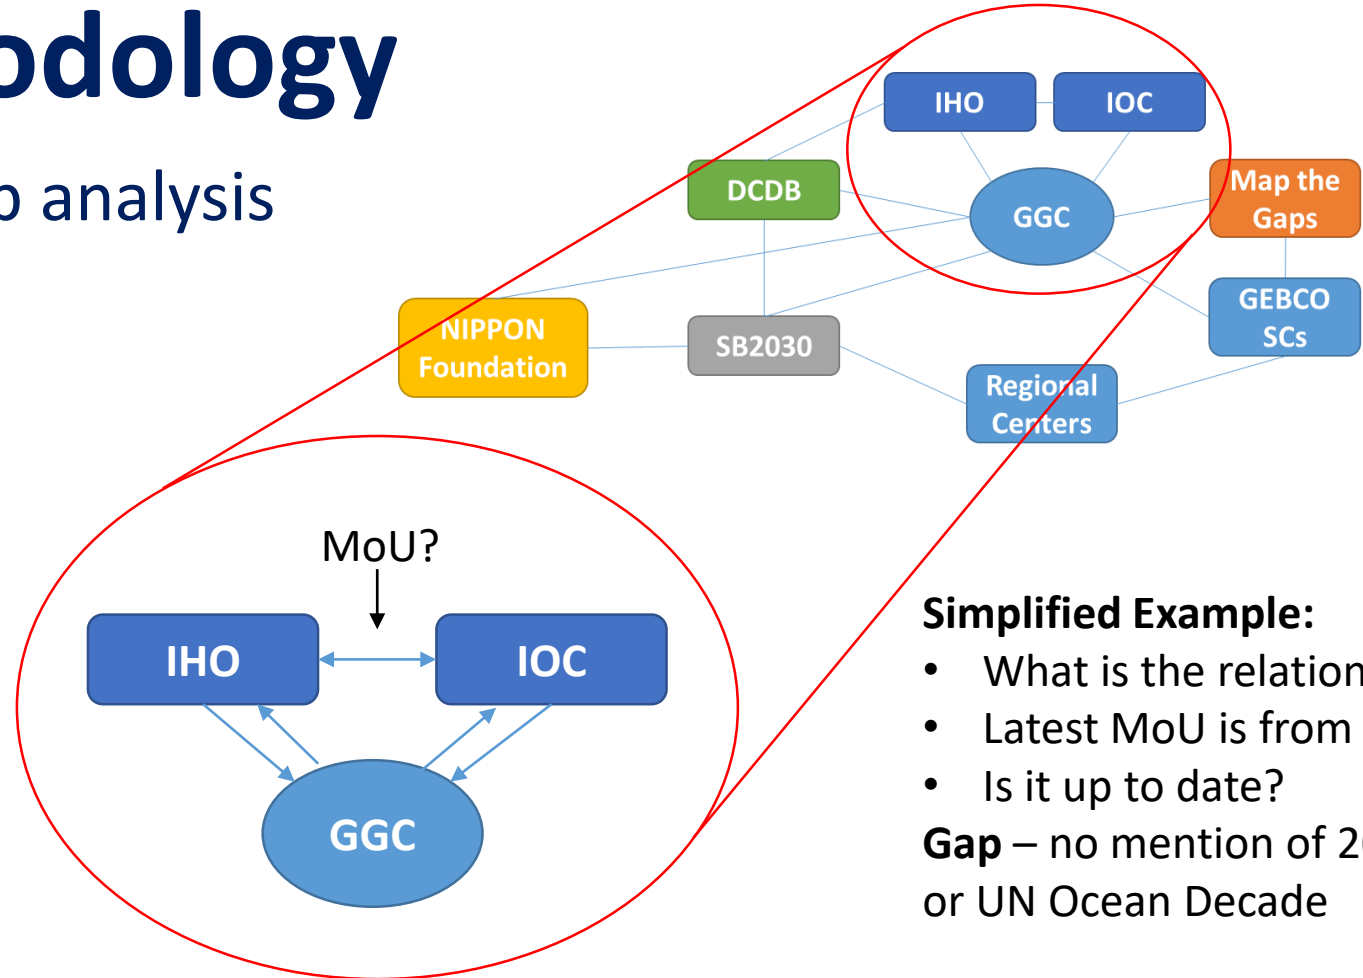 odology
analysis
IHO
IOC
DCDB
GGC
Map the
Gaps
NIPPON
Foundation
SB2030
GEBCO
SCs
Regional
Centers
MoU?
IHO
IOC
GGC
Simplified Example:
• What is the relation
• Latest MoU is from
• Is it up to date?
Gap – no mention of 2
or UN Ocean Decade